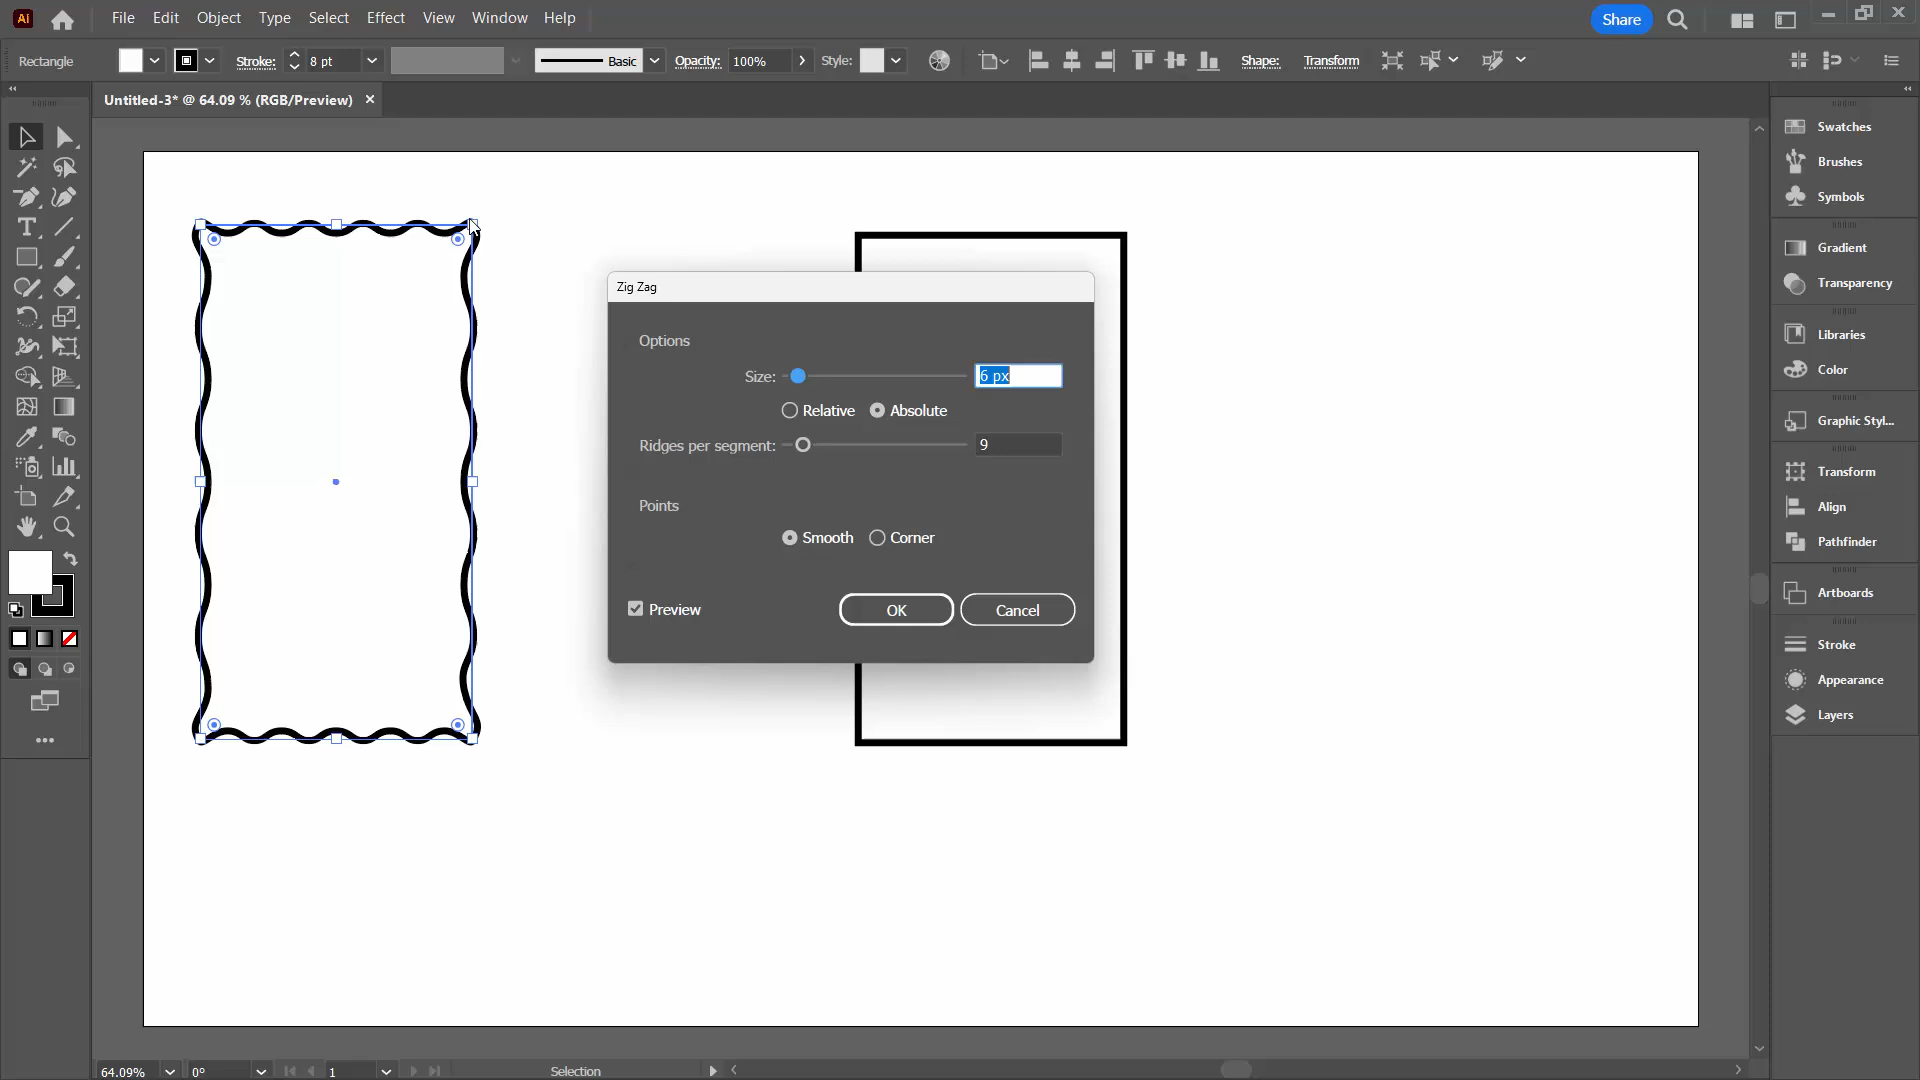 Ai File Edit Object Type Select Effect View Window Help Share
Rectangle Stroke: 8 pt Basic Opacity: 100% Style: Shape: Transform
Untitled-3* @ 64.09 % (RGB/Preview) ×
Swatches
Brushes
Symbols
Gradient
Transparency
Libraries
Color
Graphic Styl...
Transform
Align
Pathfinder
Artboards
Stroke
Appearance
Layers
Zig Zag
Options
Size: 6 px
Relative Absolute
Ridges per segment: 9
Points
Smooth Corner
Preview OK Cancel
64.09% 0° 1 Selection